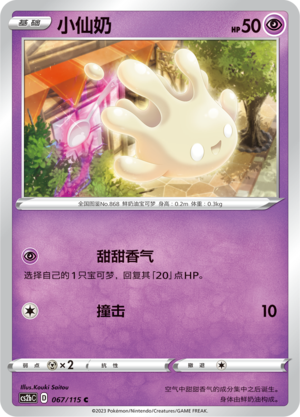 基础 小仙奶 HP50
全国图鉴No.868 鲜奶油宝可梦 身高：0.2m 体重：0.3kg
甜甜香气
选择自己的1只宝可梦，回复其「20」点HP。
撞击 10
弱点 ×2 抵抗力 撤退
Illus.Kouki Saitou
cs2bC D 067/115 C
空气中甜甜香气的成分集中之后诞生。
身体由鲜奶油构成。
©2023 Pokémon/Nintendo/Creatures/GAME FREAK.